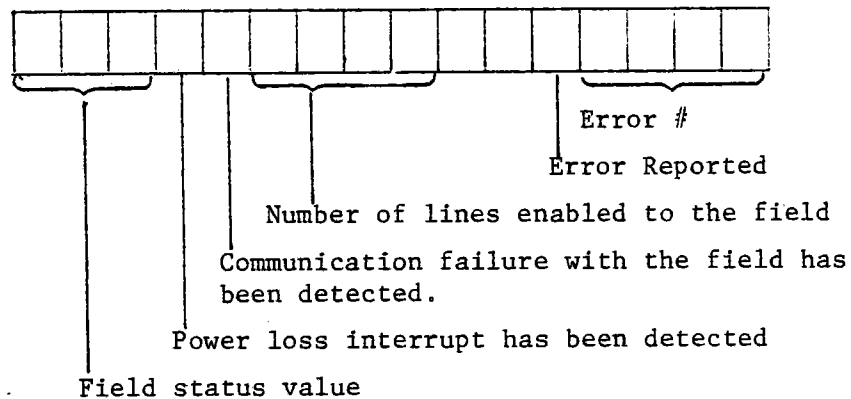 Error #
Error Reported
Number of lines enabled to the field
Communication failure with the field has
been detected.
Power loss interrupt has been detected
Field status value